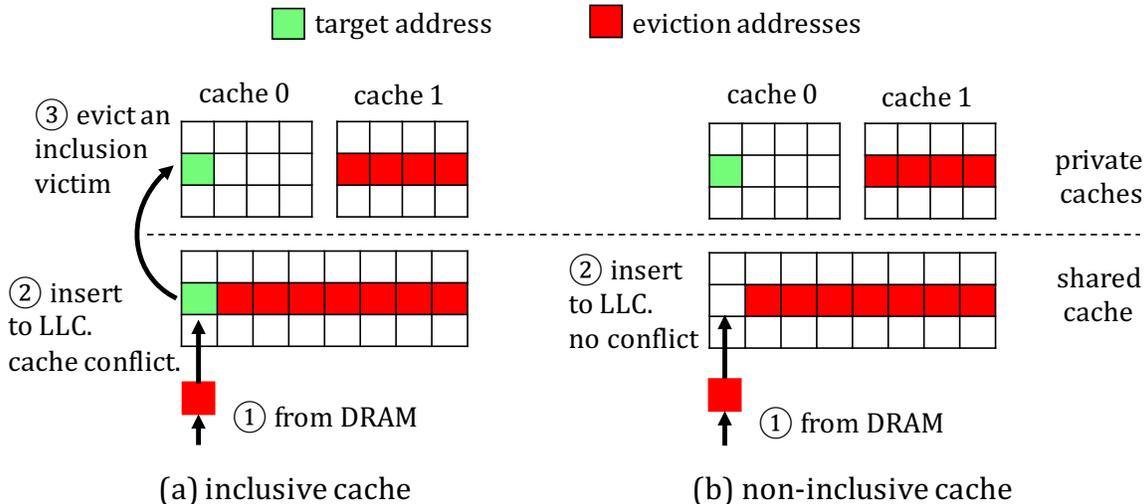 target address
eviction addresses
cache 0
cache 1
③ evict an
inclusion
victim
② insert
to LLC.
cache conflict.
① from DRAM
(a) inclusive cache
cache 0
cache 1
private
caches
② insert
to LLC.
no conflict
shared
cache
① from DRAM
(b) non-inclusive cache